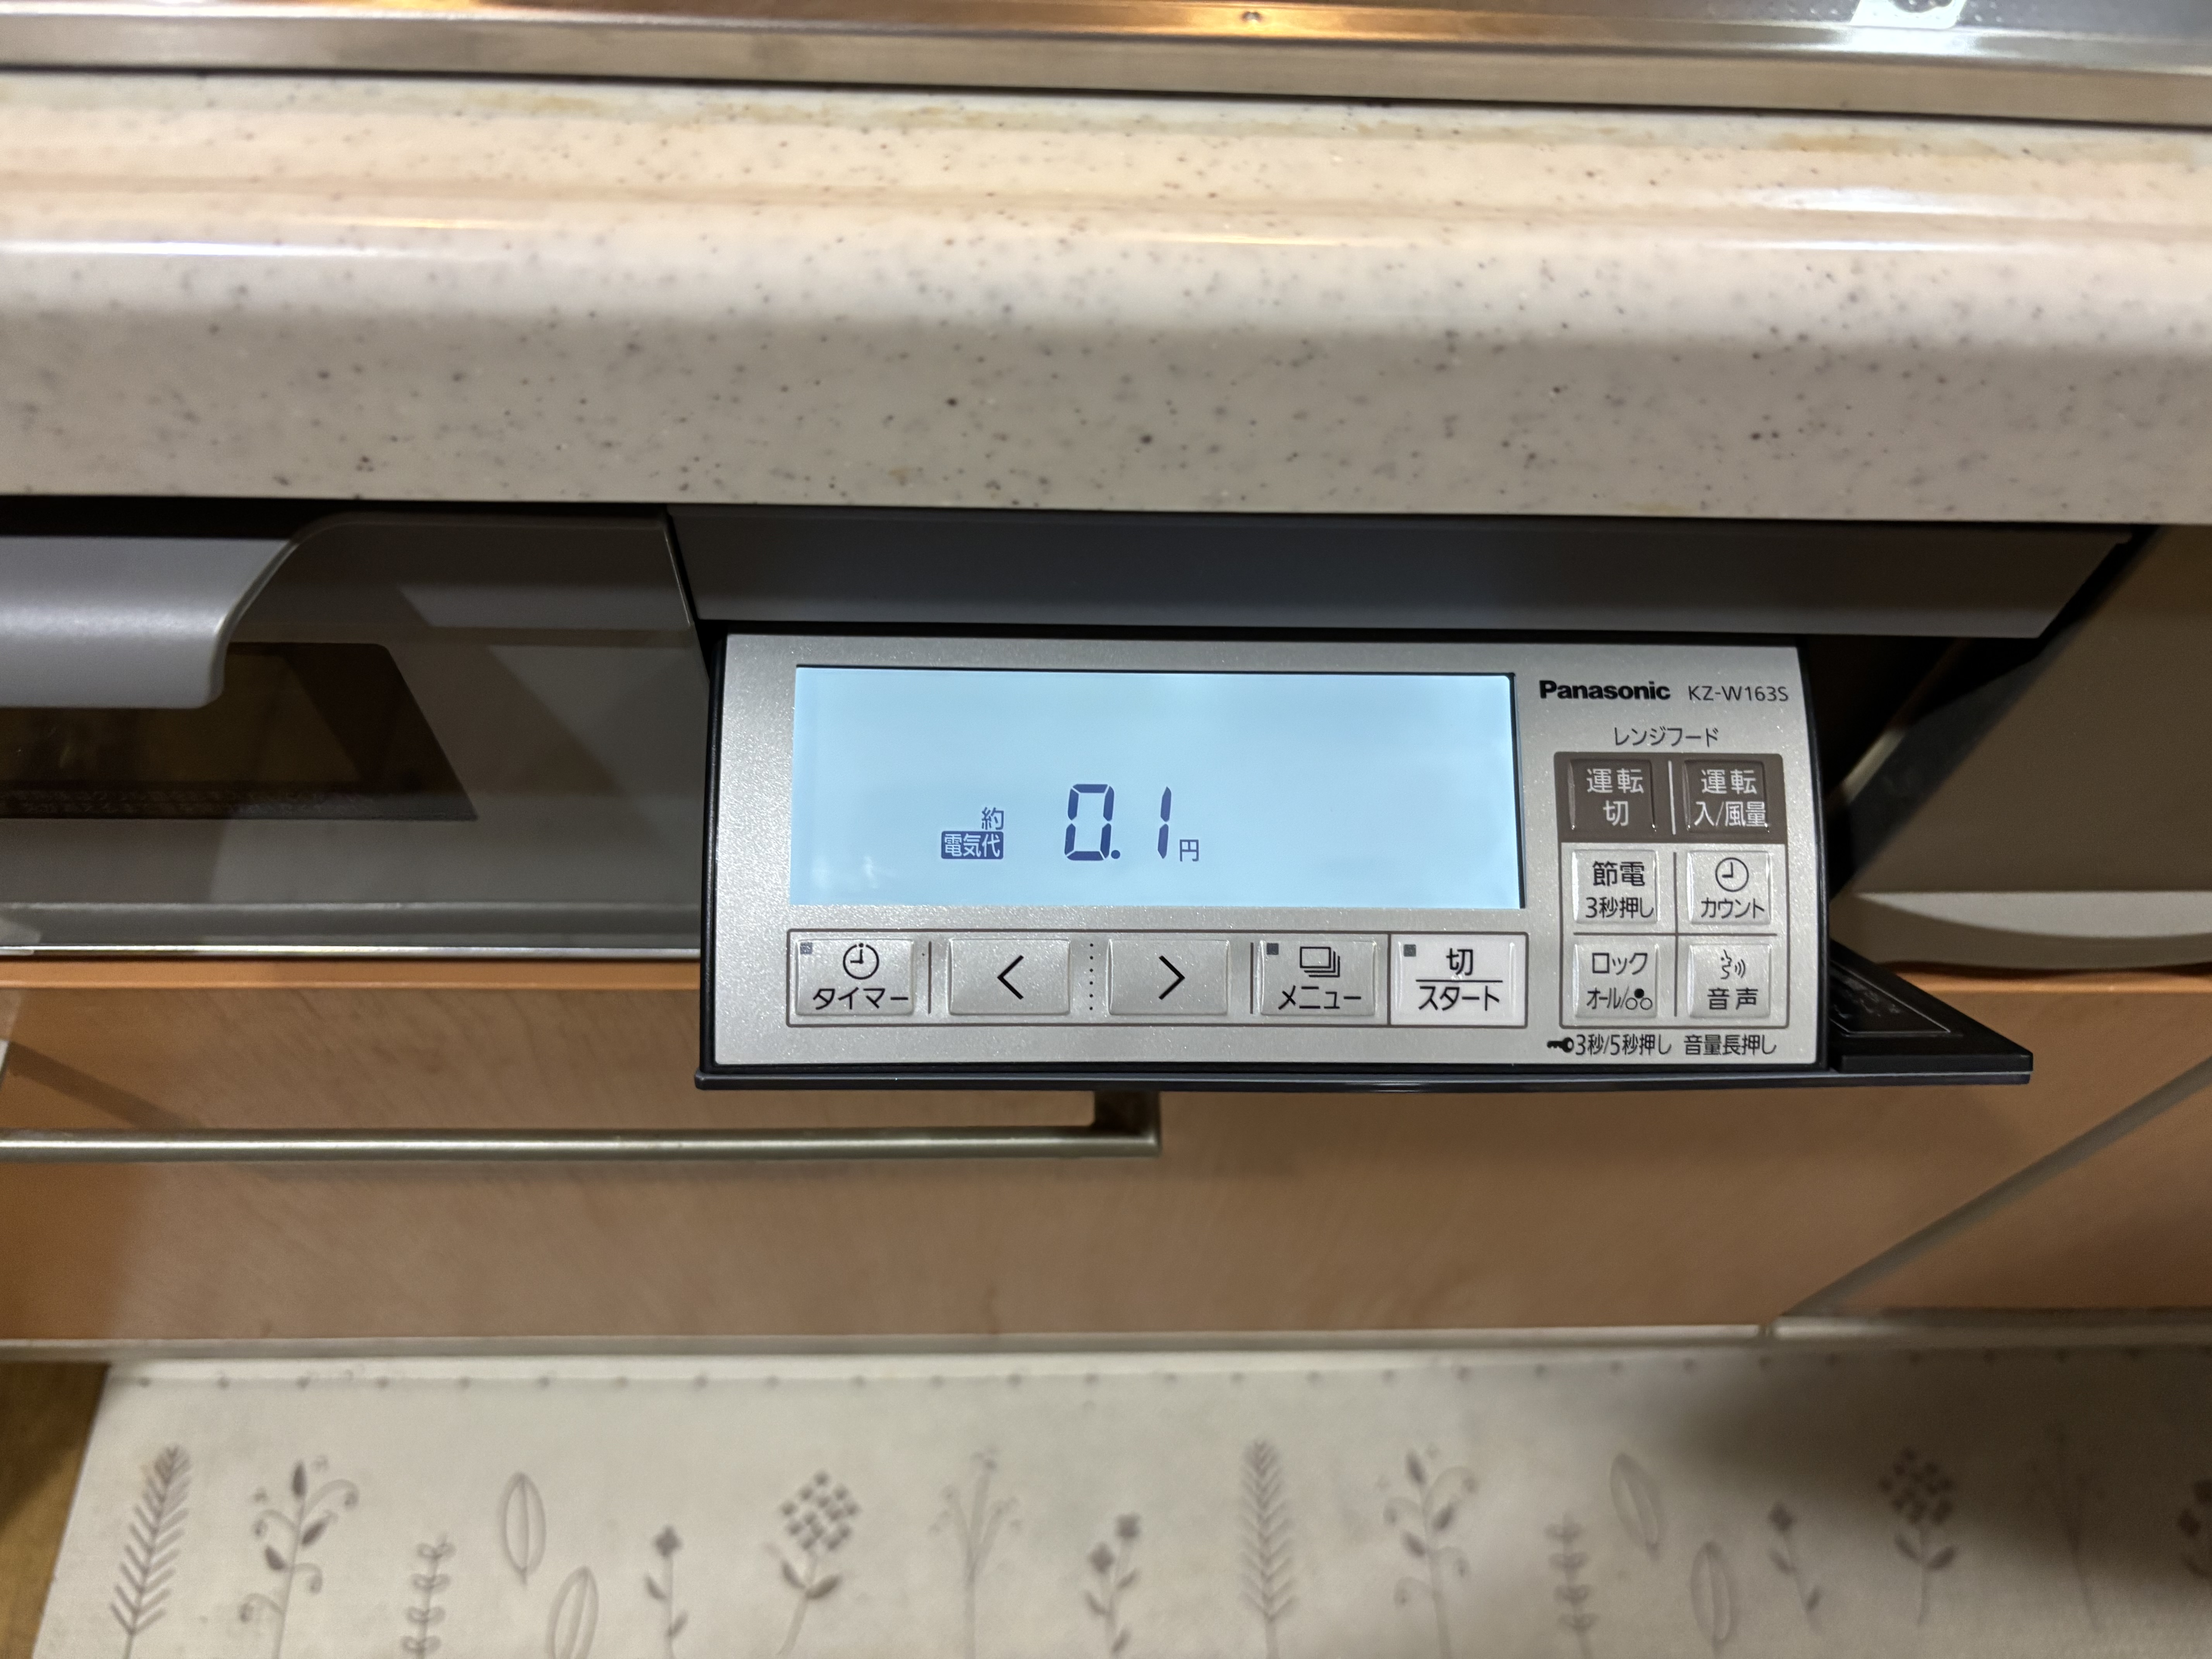 Panasonic KZ-W163S
レンジフード
約
電気代 0.1円
運転
切
運転
入/風量
節電
3秒押し
カウント
タイマー
<
>
メニュー
切
スタート
ロック
オール/
音声
3秒/5秒押し 音量長押し